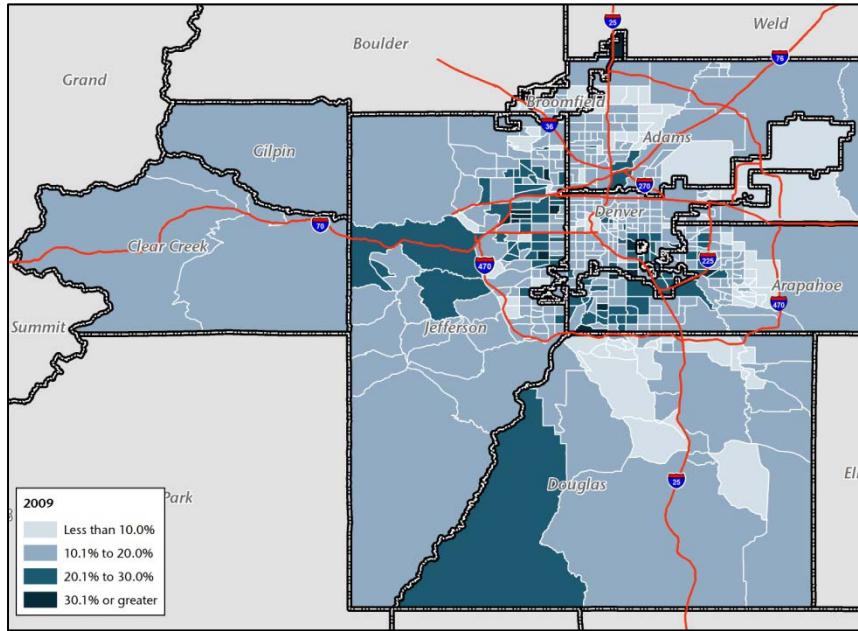 Weld
25
Boulder
76
Grand
Broomfield
36
Adams
Gilpin
270
Denver
70
Clear Creek
470
225
Arapahoe
470
Summit
Jefferson
25
Douglas
Park
2009
Less than 10.0%
10.1% to 20.0%
20.1% to 30.0%
30.1% or greater